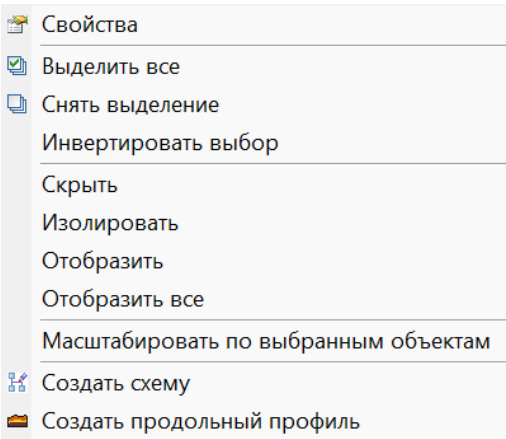 Свойства
Выделить все
Снять выделение
Инвертировать выбор
Скрыть
Изолировать
Отобразить
Отобразить все
Масштабировать по выбранным объектам
Создать схему
Создать продольный профиль